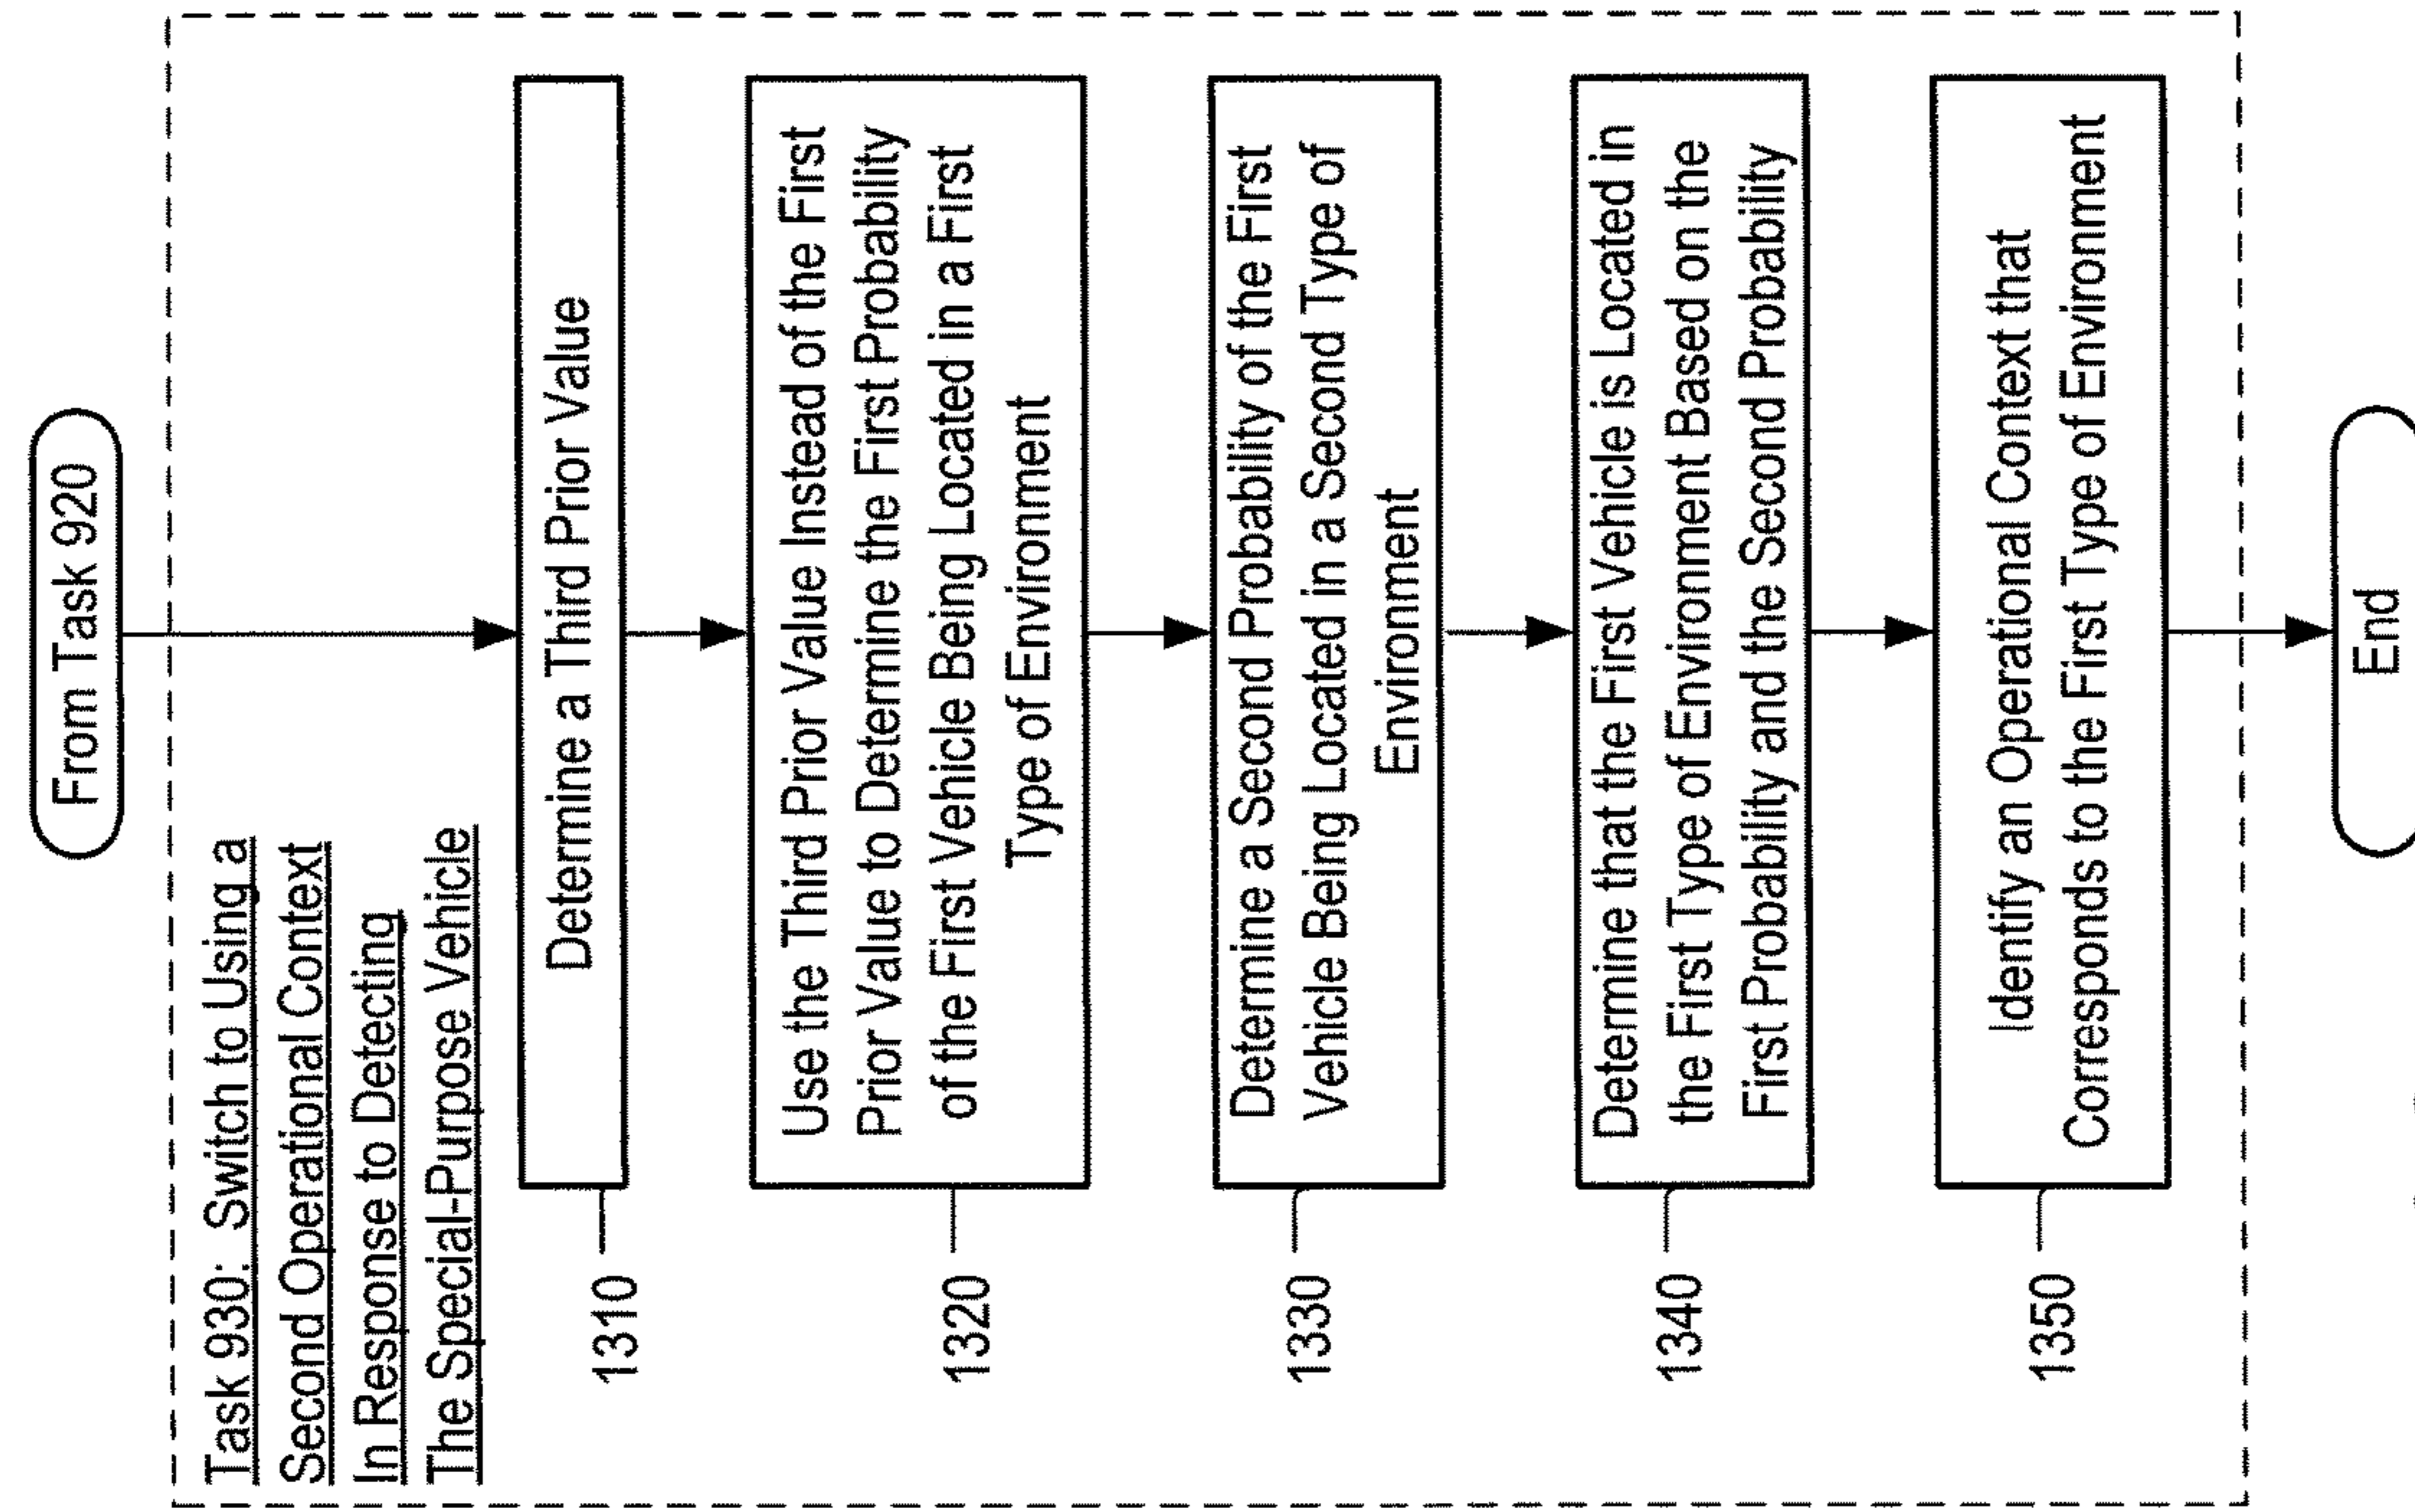 From Task 920
Task 930: Switch to Using a
Second Operational Context
In Response to Detecting
The Special-Purpose Vehicle
1310
Determine a Third Prior Value
1320
Use the Third Prior Value Instead of the First
Prior Value to Determine the First Probability
of the First Vehicle Being Located in a First
Type of Environment
1330
Determine a Second Probability of the First
Vehicle Being Located in a Second Type of
Environment
1340
Determine that the First Vehicle is Located in
the First Type of Environment Based on the
First Probability and the Second Probability
1350
Identify an Operational Context that
Corresponds to the First Type of Environment
End